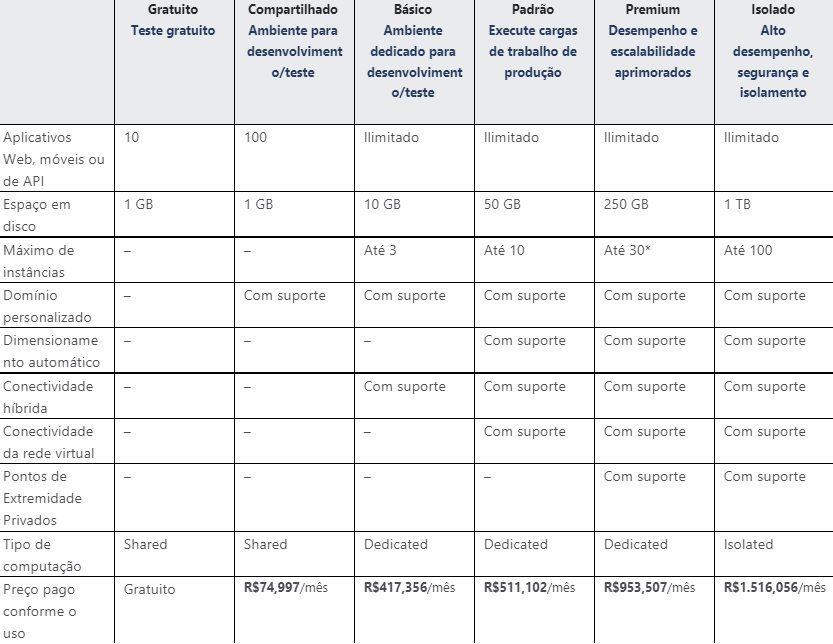 Gratuito
Teste gratuito
Compartilhado
Ambiente para
desenvolviment
o/teste
Básico
Ambiente
dedicado para
desenvolviment
o/teste
Padrão
Execute cargas
de trabalho de
produção
Premium
Desempenho e
escalabilidade
aprimorados
Isolado
Alto
desempenho,
segurança e
isolamento
Aplicativos
Web, móveis ou
de API
10
100
Ilimitado
Ilimitado
Ilimitado
Ilimitado
Espaço em
disco
1 GB
1 GB
10 GB
50 GB
250 GB
1 TB
Máximo de
instâncias
–
–
Até 3
Até 10
Até 30*
Até 100
Domínio
personalizado
–
Com suporte
Com suporte
Com suporte
Com suporte
Com suporte
Dimensioname
nto automático
–
–
–
Com suporte
Com suporte
Com suporte
Conectividade
híbrida
–
–
Com suporte
Com suporte
Com suporte
Com suporte
Conectividade
da rede virtual
–
–
–
Com suporte
Com suporte
Com suporte
Pontos de
Extremidade
Privados
–
–
–
–
Com suporte
Com suporte
Tipo de
computação
Shared
Shared
Dedicated
Dedicated
Dedicated
Isolated
Preço pago
conforme o
uso
Gratuito
R$74,997/mês
R$417,356/mês
R$511,102/mês
R$953,507/mês
R$1.516,056/mês